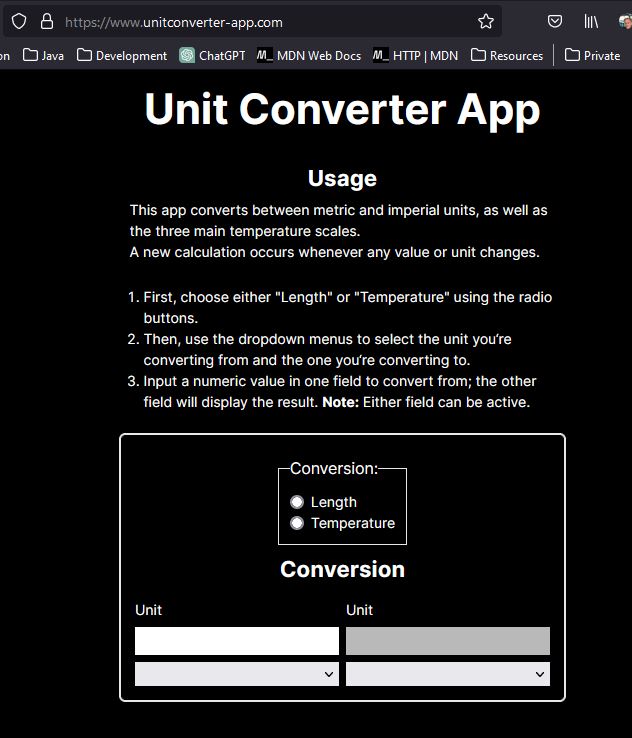 https://www.unitconverter-app.com
on Java Development ChatGPT M_ MDN Web Docs M_ HTTP | MDN Resources Private
Unit Converter App
Usage
This app converts between metric and imperial units, as well as
the three main temperature scales.
A new calculation occurs whenever any value or unit changes.
1. First, choose either "Length" or "Temperature" using the radio
buttons.
2. Then, use the dropdown menus to select the unit you’re
converting from and the one you’re converting to.
3. Input a numeric value in one field to convert from; the other
field will display the result. Note: Either field can be active.
Conversion:
Length
Temperature
Conversion
Unit Unit